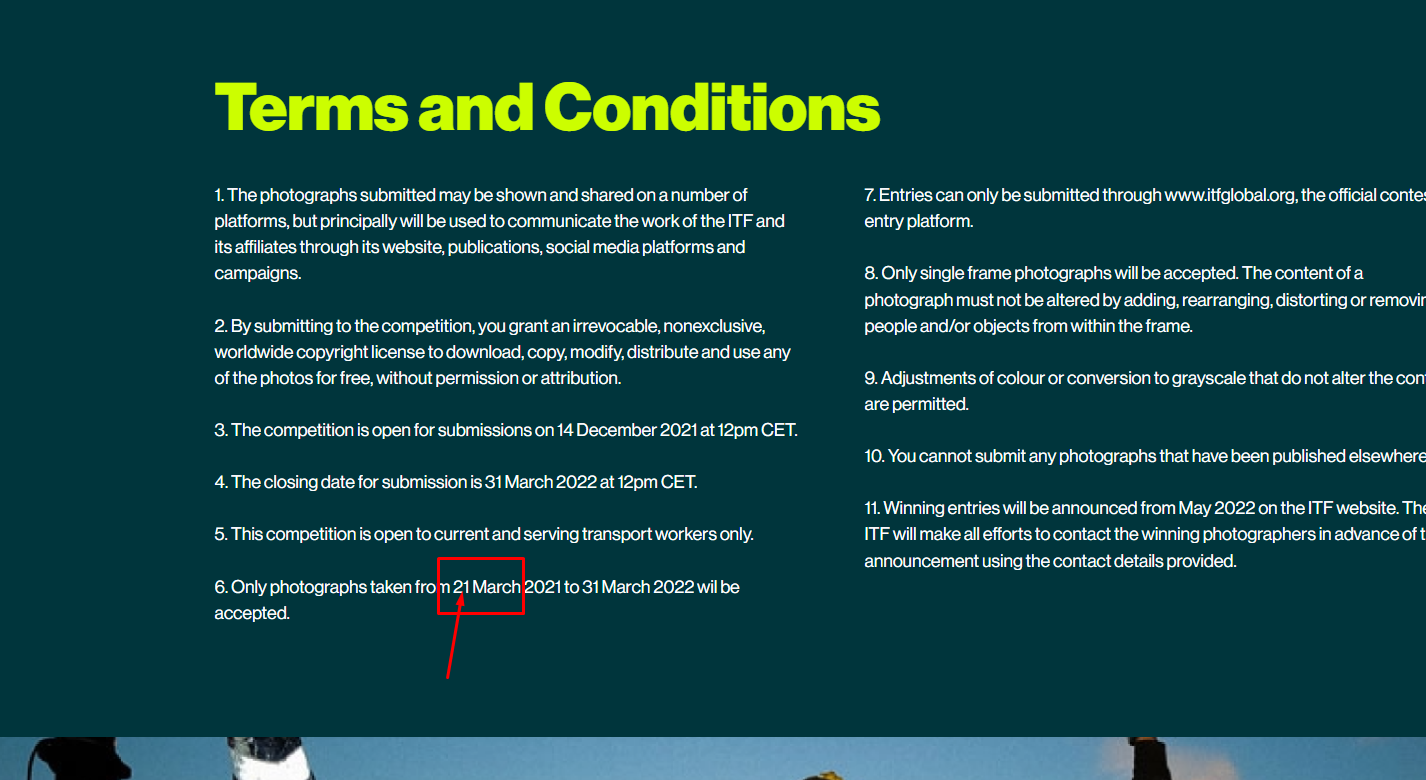 Terms and Conditions
1. The photographs submitted may be shown and shared on a number of
platforms, but principally will be used to communicate the work of the ITF and
its affiliates through its website, publications, social media platforms and
campaigns.
2. By submitting to the competition, you grant an irrevocable, nonexclusive,
worldwide copyright license to download, copy, modify, distribute and use any
of the photos for free, without permission or attribution.
3. The competition is open for submissions on 14 December 2021 at 12pm CET.
4. The closing date for submission is 31 March 2022 at 12pm CET.
5. This competition is open to current and serving transport workers only.
6. Only photographs taken from 21 March 2021 to 31 March 2022 wil be
accepted.
7. Entries can only be submitted through www.itfglobal.org, the official
entry platform.
8. Only single frame photographs will be accepted. The content of a
photograph must not be altered by adding, rearranging, distorting or
people and/or objects from within the frame.
9. Adjustments of colour or conversion to grayscale that do not alter the
are permitted.
10. You cannot submit any photographs that have been published elsewhere
11. Winning entries will be announced from May 2022 on the ITF website.
ITF will make all efforts to contact the winning photographers in advance of
announcement using the contact details provided.